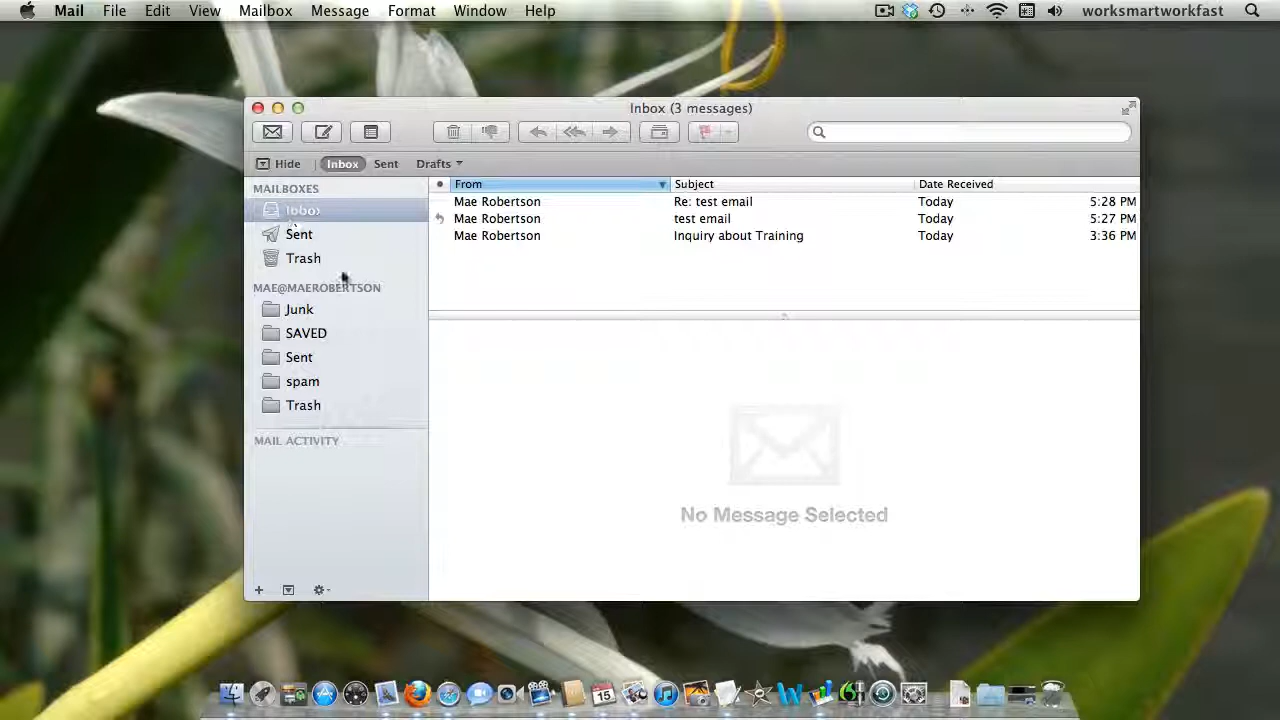 Mail File Edit View Mailbox Message Format Window Help worksmartworkfast
Inbox (3 messages)
Hide Inbox Sent Drafts
MAILBOXES
Inbox
Sent
Trash
MAE@MAEROBERTSON
Junk
SAVED
Sent
spam
Trash
MAIL ACTIVITY
From Subject Date Received
Mae Robertson Re: test email Today 5:28 PM
Mae Robertson test email Today 5:27 PM
Mae Robertson Inquiry about Training Today 3:36 PM
No Message Selected
15